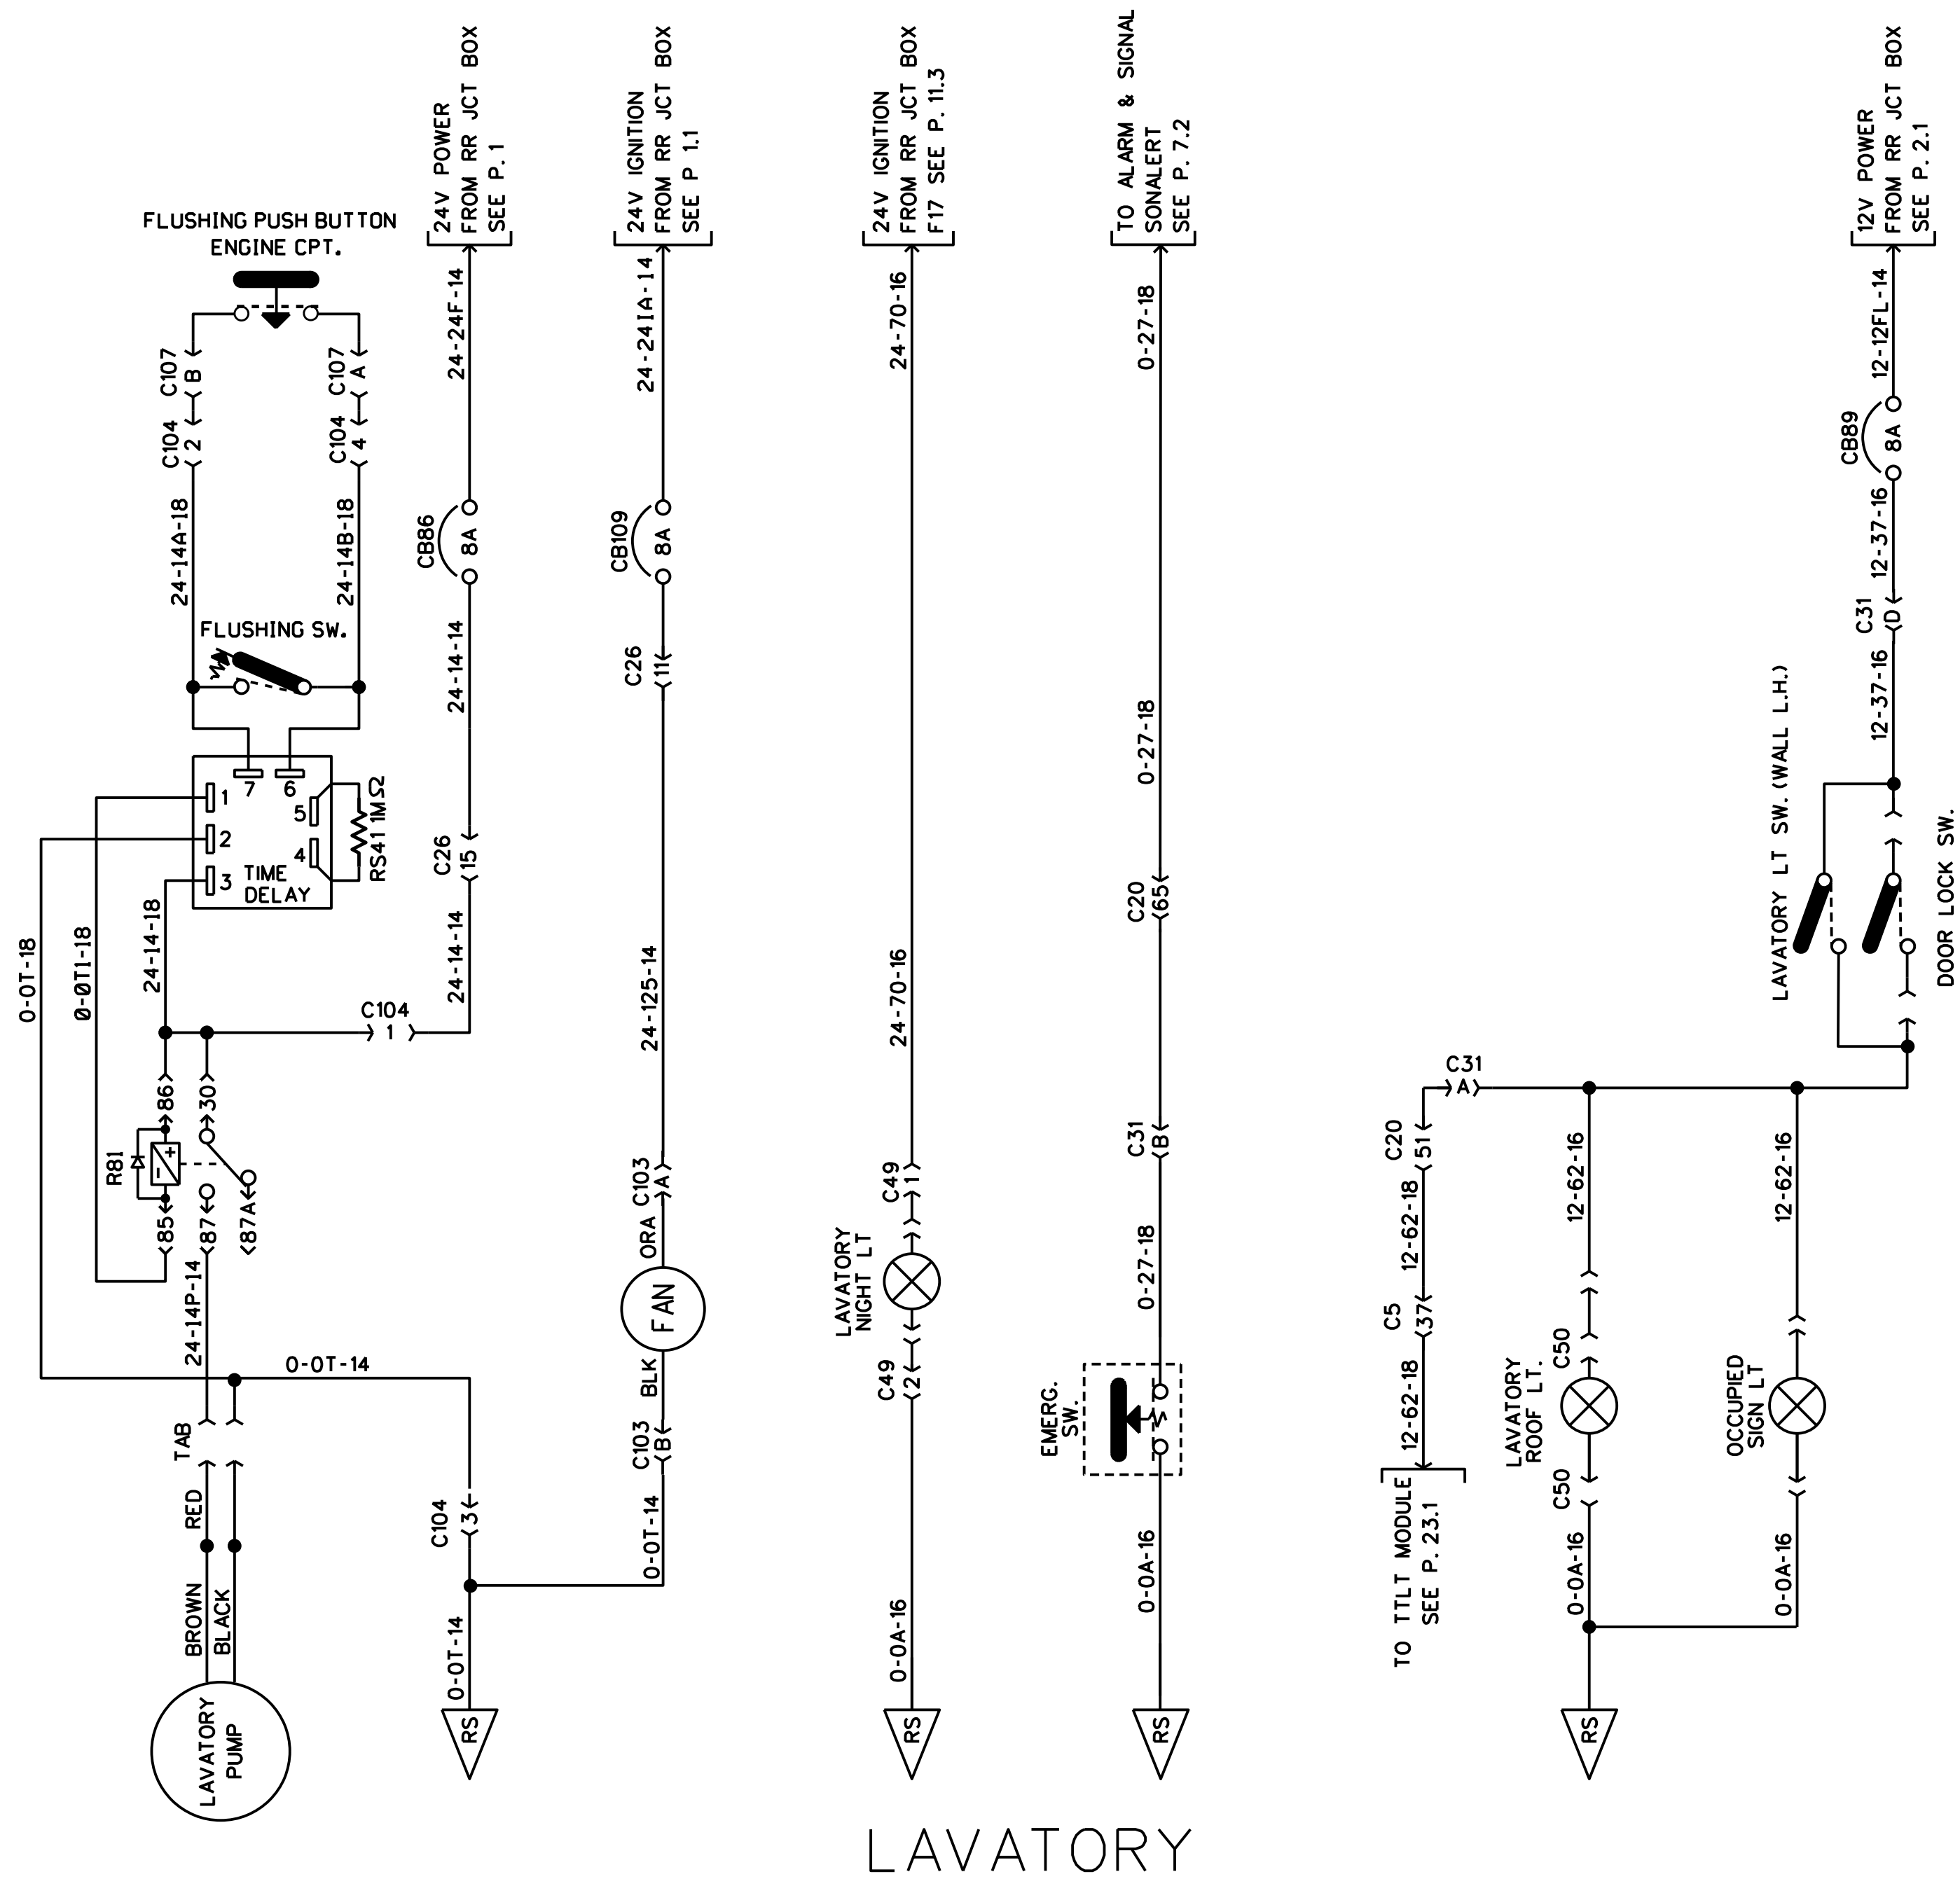 FLUSHING PUSH BUTTON
ENGINE CPT.
C107
B
C107
A
C104
2
C104
4
24-14A-18
24-14B-18
FLUSHING SW.
7
6
1
5
2
4
3
TIME
DELAY
RS41 1MΩ
0-0T-18
0-0T1-18
24-14-18
C104
1
86
30
R81
+
-
85
87
87A
24-14P-14
0-0T-14
TAB
RED
BROWN
BLACK
LAVATORY
PUMP
24V POWER
FROM RR JCT BOX
SEE P. 1
24-24F-14
CB86
8A
24-14-14
C26
15
24-14-14
C104
3
0-0T-14
RS
24V IGNITION
FROM RR JCT BOX
SEE P 1.1
24-24IA-14
CB109
8A
C26
11
24-125-14
C103
A
ORA
FAN
BLK
C103
B
0-0T-14
24V IGNITION
FROM RR JCT BOX
F17 SEE P. 11.3
24-70-16
24-70-16
C49
1
LAVATORY
NIGHT LT
C49
2
0-0A-16
RS
TO ALARM & SIGNAL
SONALERT
SEE P. 7.2
0-27-18
0-27-18
C20
65
C31
B
0-27-18
EMERG.
SW.
0-0A-16
RS
12V POWER
FROM RR JCT BOX
SEE P. 2.1
12-12FL-14
CB89
8A
12-37-16
C31
D
12-37-16
LAVATORY LT SW. (WALL L.H.)
DOOR LOCK SW.
C31
A
C20
51
12-62-18
C5
37
12-62-18
TO TTLT MODULE
SEE P. 23.1
12-62-16
C50
LAVATORY
ROOF LT.
C50
0-0A-16
12-62-16
OCCUPIED
SIGN LT
0-0A-16
RS
LAVATORY